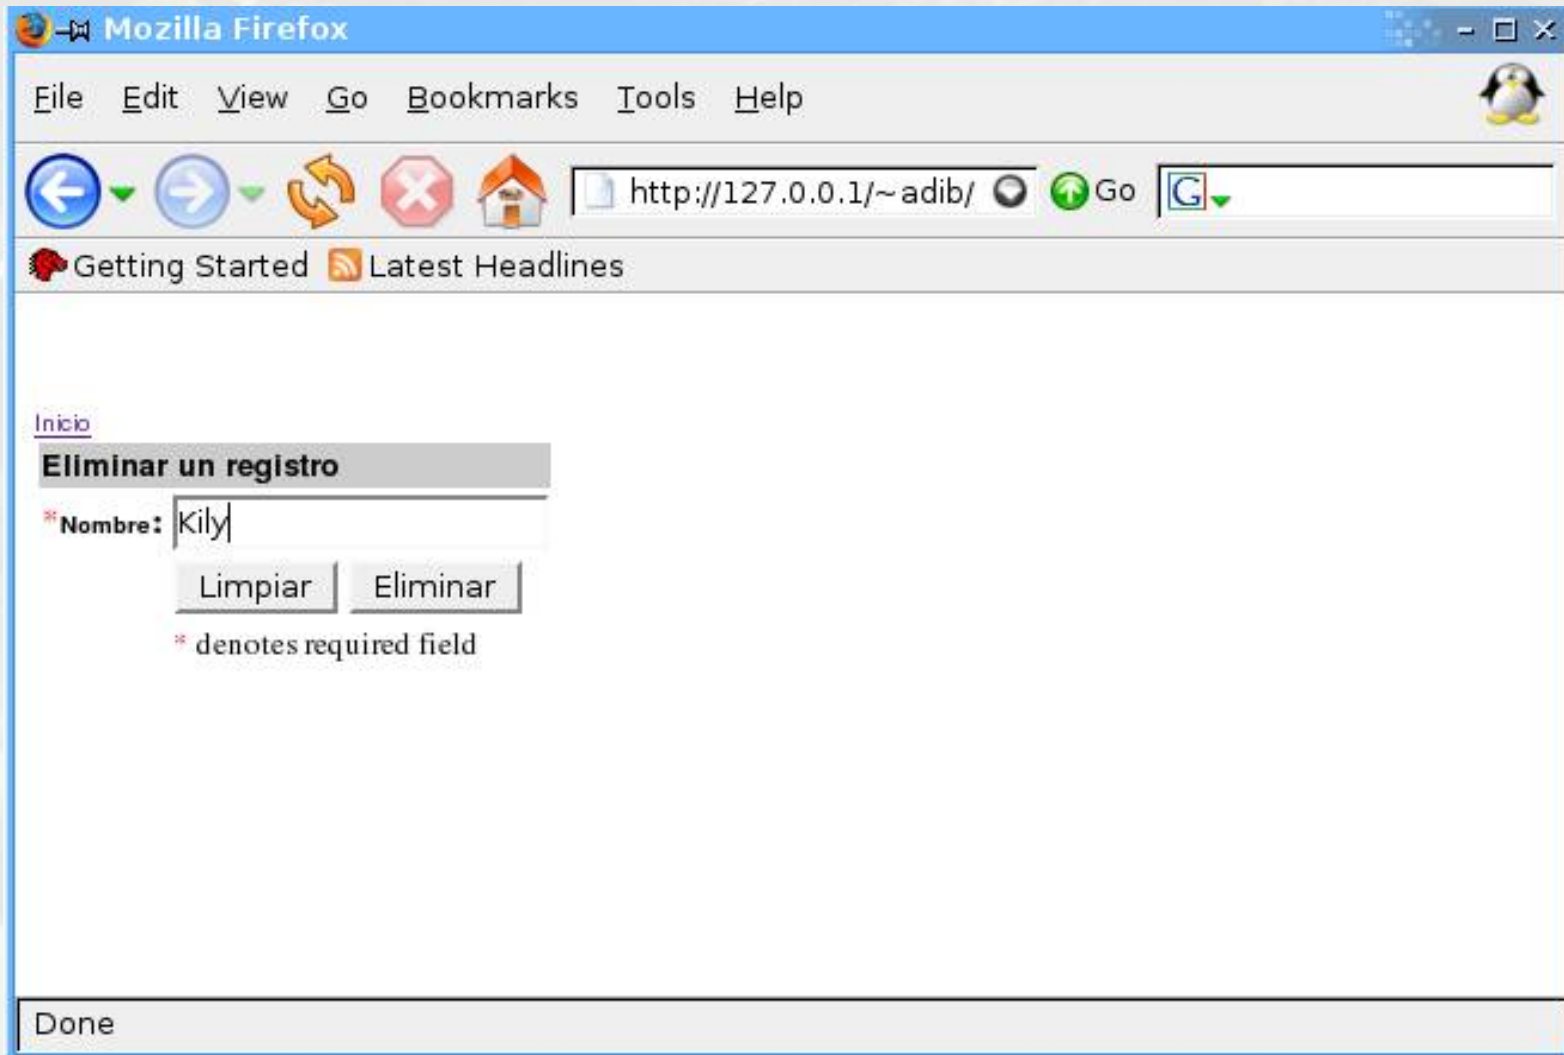 Mozilla Firefox
File Edit View Go Bookmarks Tools Help
http://127.0.0.1/~adib/ Go G
Getting Started Latest Headlines
Inicio
Eliminar un registro
*Nombre: Kily
Limpiar Eliminar
* denotes required field
Done